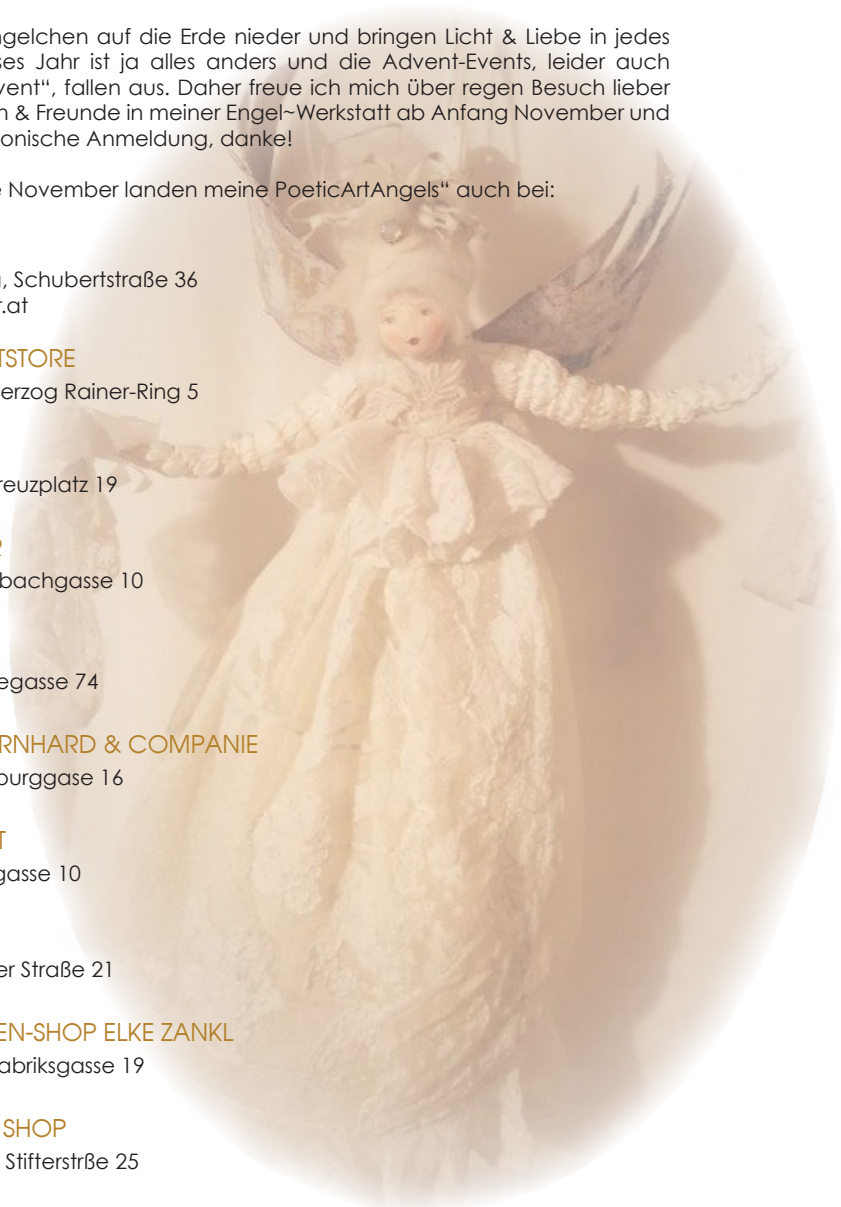 ngelchen auf die Erde nieder und bringen Licht & Liebe in jedes
ses Jahr ist ja alles anders und die Advent-Events, leider auch
vent“, fallen aus. Daher freue ich mich über regen Besuch lieber
n & Freunde in meiner Engel~Werkstatt ab Anfang November und
onische Anmeldung, danke!
e November landen meine PoeticArtAngels“ auch bei:
, Schubertstraße 36
r.at
TSTORE
erzog Rainer-Ring 5
reuzplatz 19
R
bachgasse 10
egasse 74
RNHARD & COMPANIE
burggase 16
T
gasse 10
er Straße 21
EN-SHOP ELKE ZANKL
abriksgasse 19
SHOP
Stifterstrße 25